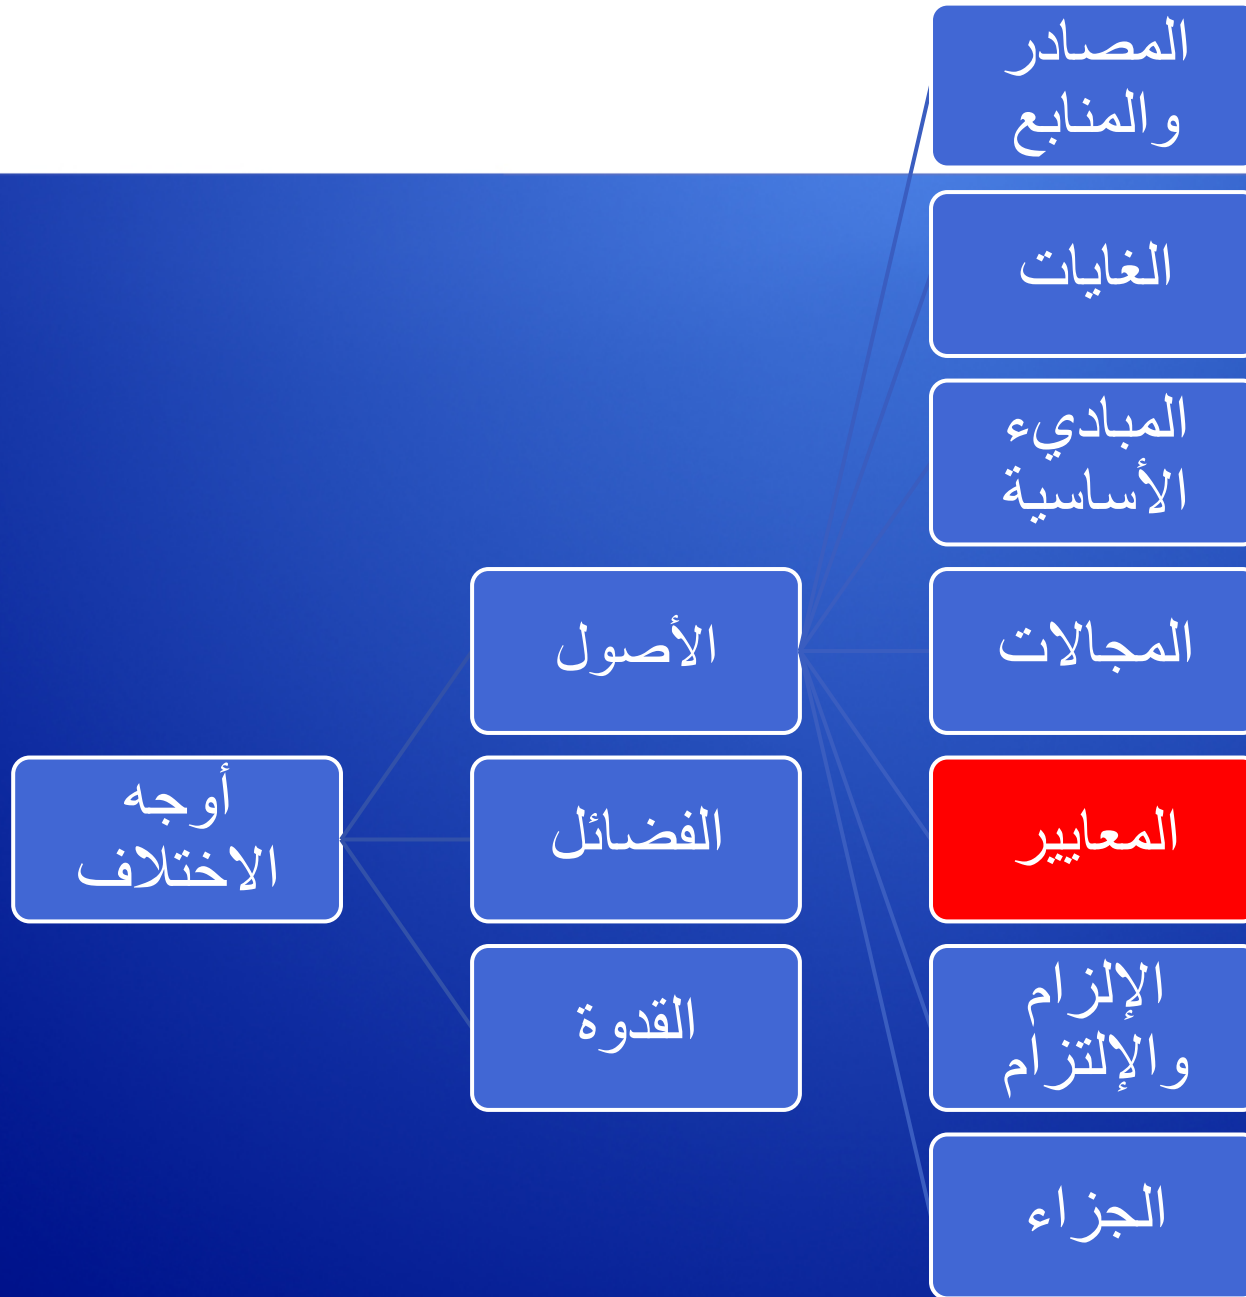 أوجه
الاختلاف
الأصول
الفضائل
القدوة
المصادر
والمنابع
الغايات
المباديء
الأساسية
المجالات
المعايير
الإلزام
والإلتزام
الجزاء